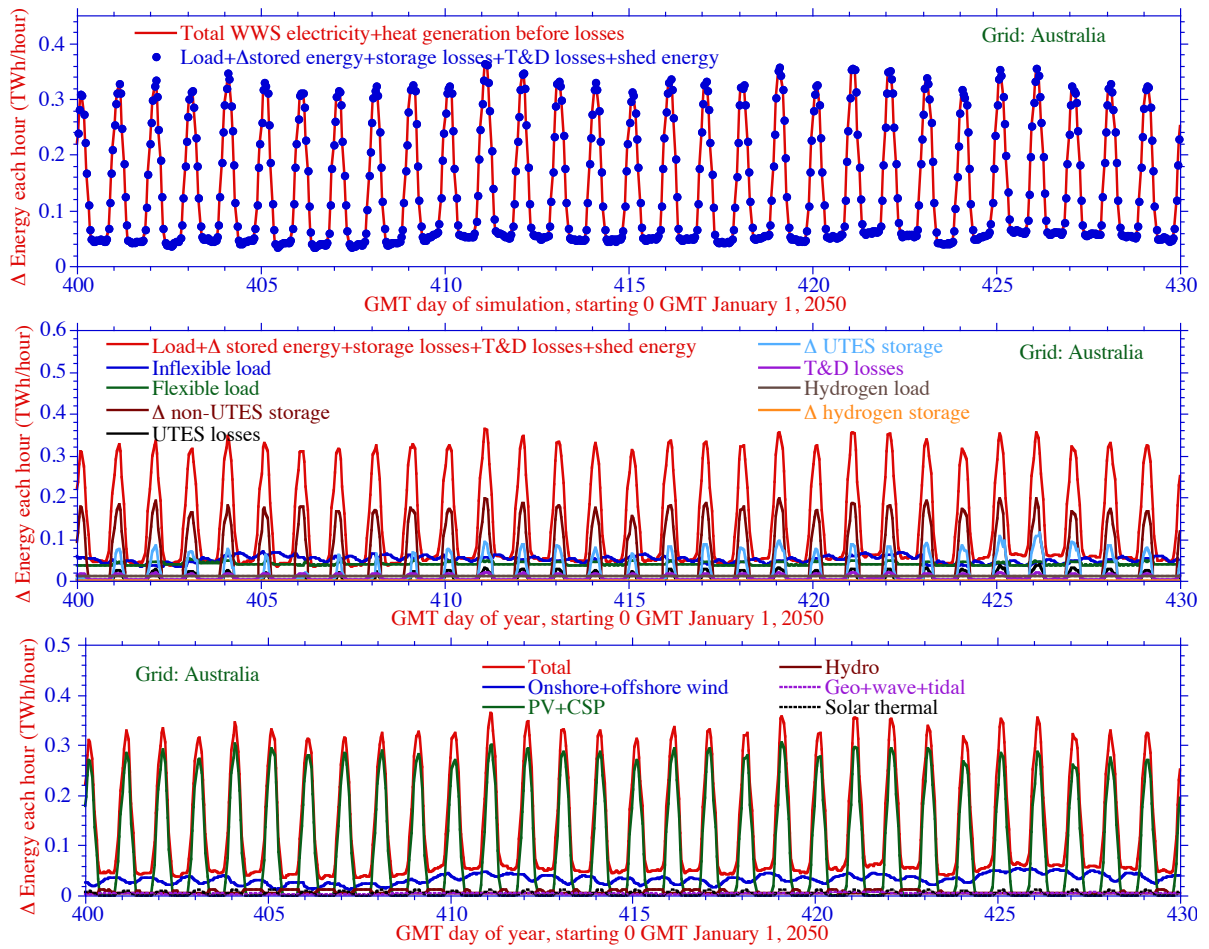 Δ Energy each hour (TWh/hour)
Total WWS electricity+heat generation before losses
Load+Δstored energy+storage losses+T&D losses+shed energy
Grid: Australia
0.4
0.3
0.2
0.1
0
400 405 410 415 420 425 430
GMT day of simulation, starting 0 GMT January 1, 2050
Δ Energy each hour (TWh/hour)
0.6
0.5
0.4
0.3
0.2
0.1
0
Load+Δ stored energy+storage losses+T&D losses+shed energy
Inflexible load
Flexible load
Δ non-UTES storage
UTES losses
Δ UTES storage
T&D losses
Hydrogen load
Δ hydrogen storage
Grid: Australia
400 405 410 415 420 425 430
GMT day of year, starting 0 GMT January 1, 2050
Δ Energy each hour (TWh/hour)
0.5
0.4
0.3
0.2
0.1
0
Grid: Australia
Total
Onshore+offshore wind
PV+CSP
Hydro
Geo+wave+tidal
Solar thermal
400 405 410 415 420 425 430
GMT day of year, starting 0 GMT January 1, 2050